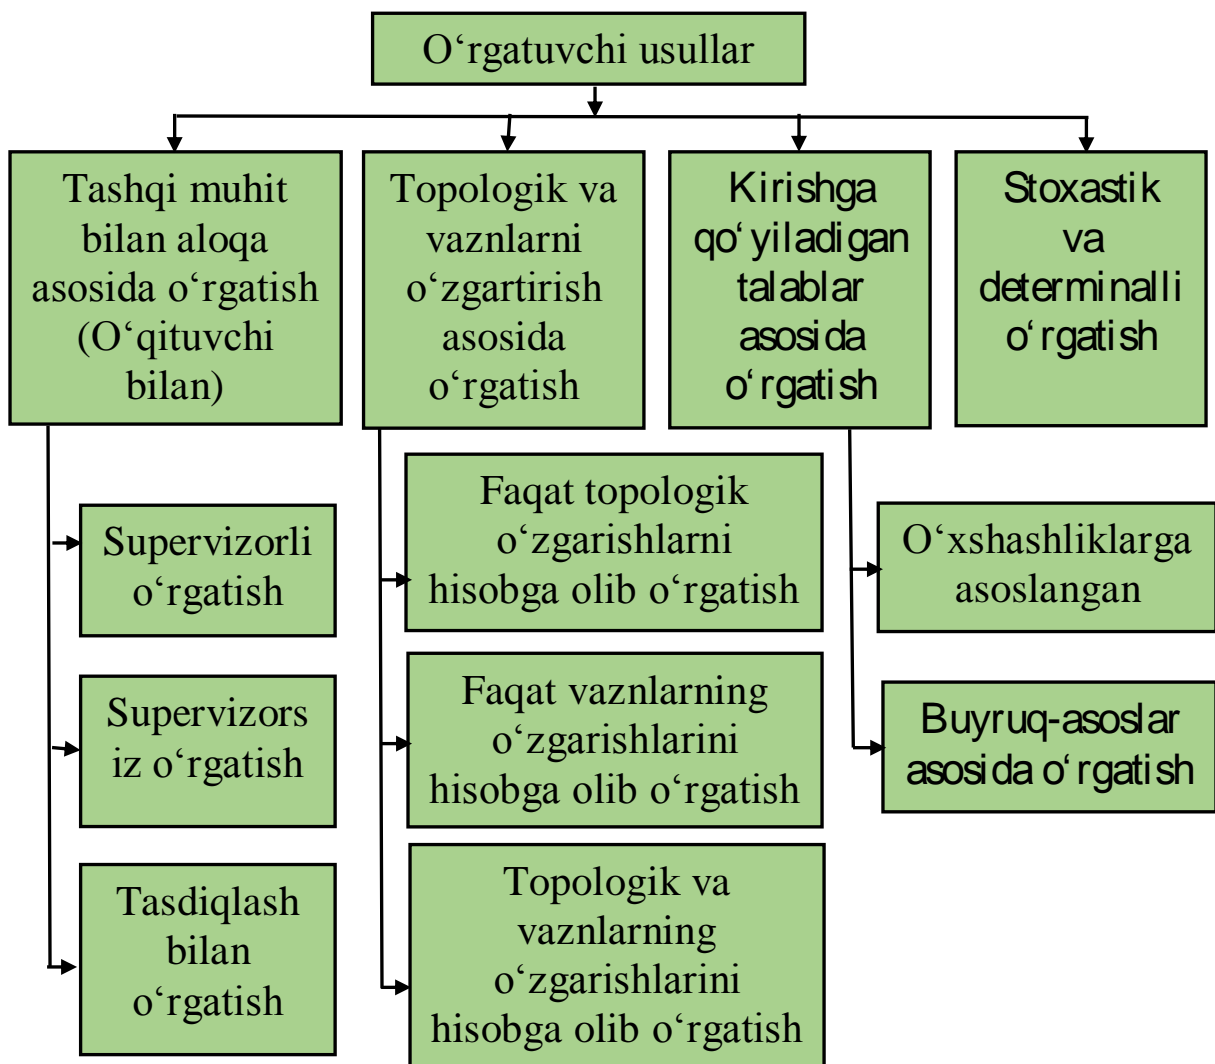 O‘rgatuvchi usullar
Tashqi muhit
bilan aloqa
asosida o‘rgatish
(O‘qituvchi
bilan)
Topologik va
vaznlarni
o‘zgartirish
asosida
o‘rgatish
Kirishga
qo‘yiladigan
talablar
asosida
o‘rgatish
Stoxastik
va
determinalli
o‘rgatish
Supervizorli
o‘rgatish
Supervizors
iz o‘rgatish
Tasdiqlash
bilan
o‘rgatish
Faqat topologik
o‘zgarishlarni
hisobga olib o‘rgatish
Faqat vaznlarning
o‘zgarishlarini
hisobga olib o‘rgatish
Topologik va
vaznlarning
o‘zgarishlarini
hisobga olib o‘rgatish
O‘xshashliklarga
asoslangan
Buyruq-asoslar
asosida o‘rgatish